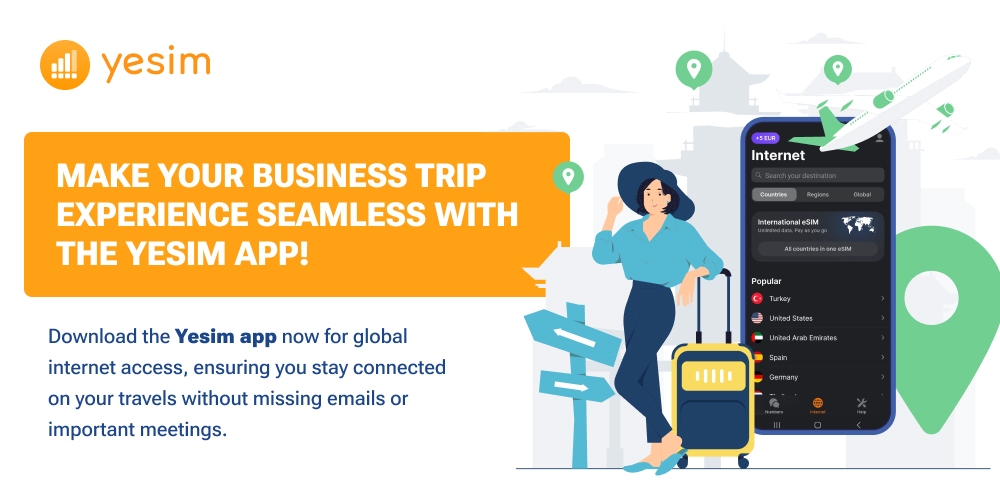 yesim
MAKE YOUR BUSINESS TRIP
EXPERIENCE SEAMLESS WITH
THE YESIM APP!
Download the Yesim app now for global
internet access, ensuring you stay connected
on your travels without missing emails or
important meetings.
+5 EUR
Internet
Search your destination
Countries Regions Global
International eSIM
Unlimited data. Pay as you go
All countries in one eSIM
Popular
Turkey
United States
United Arab Emirates
Spain
Germany
Numbers Internet Help